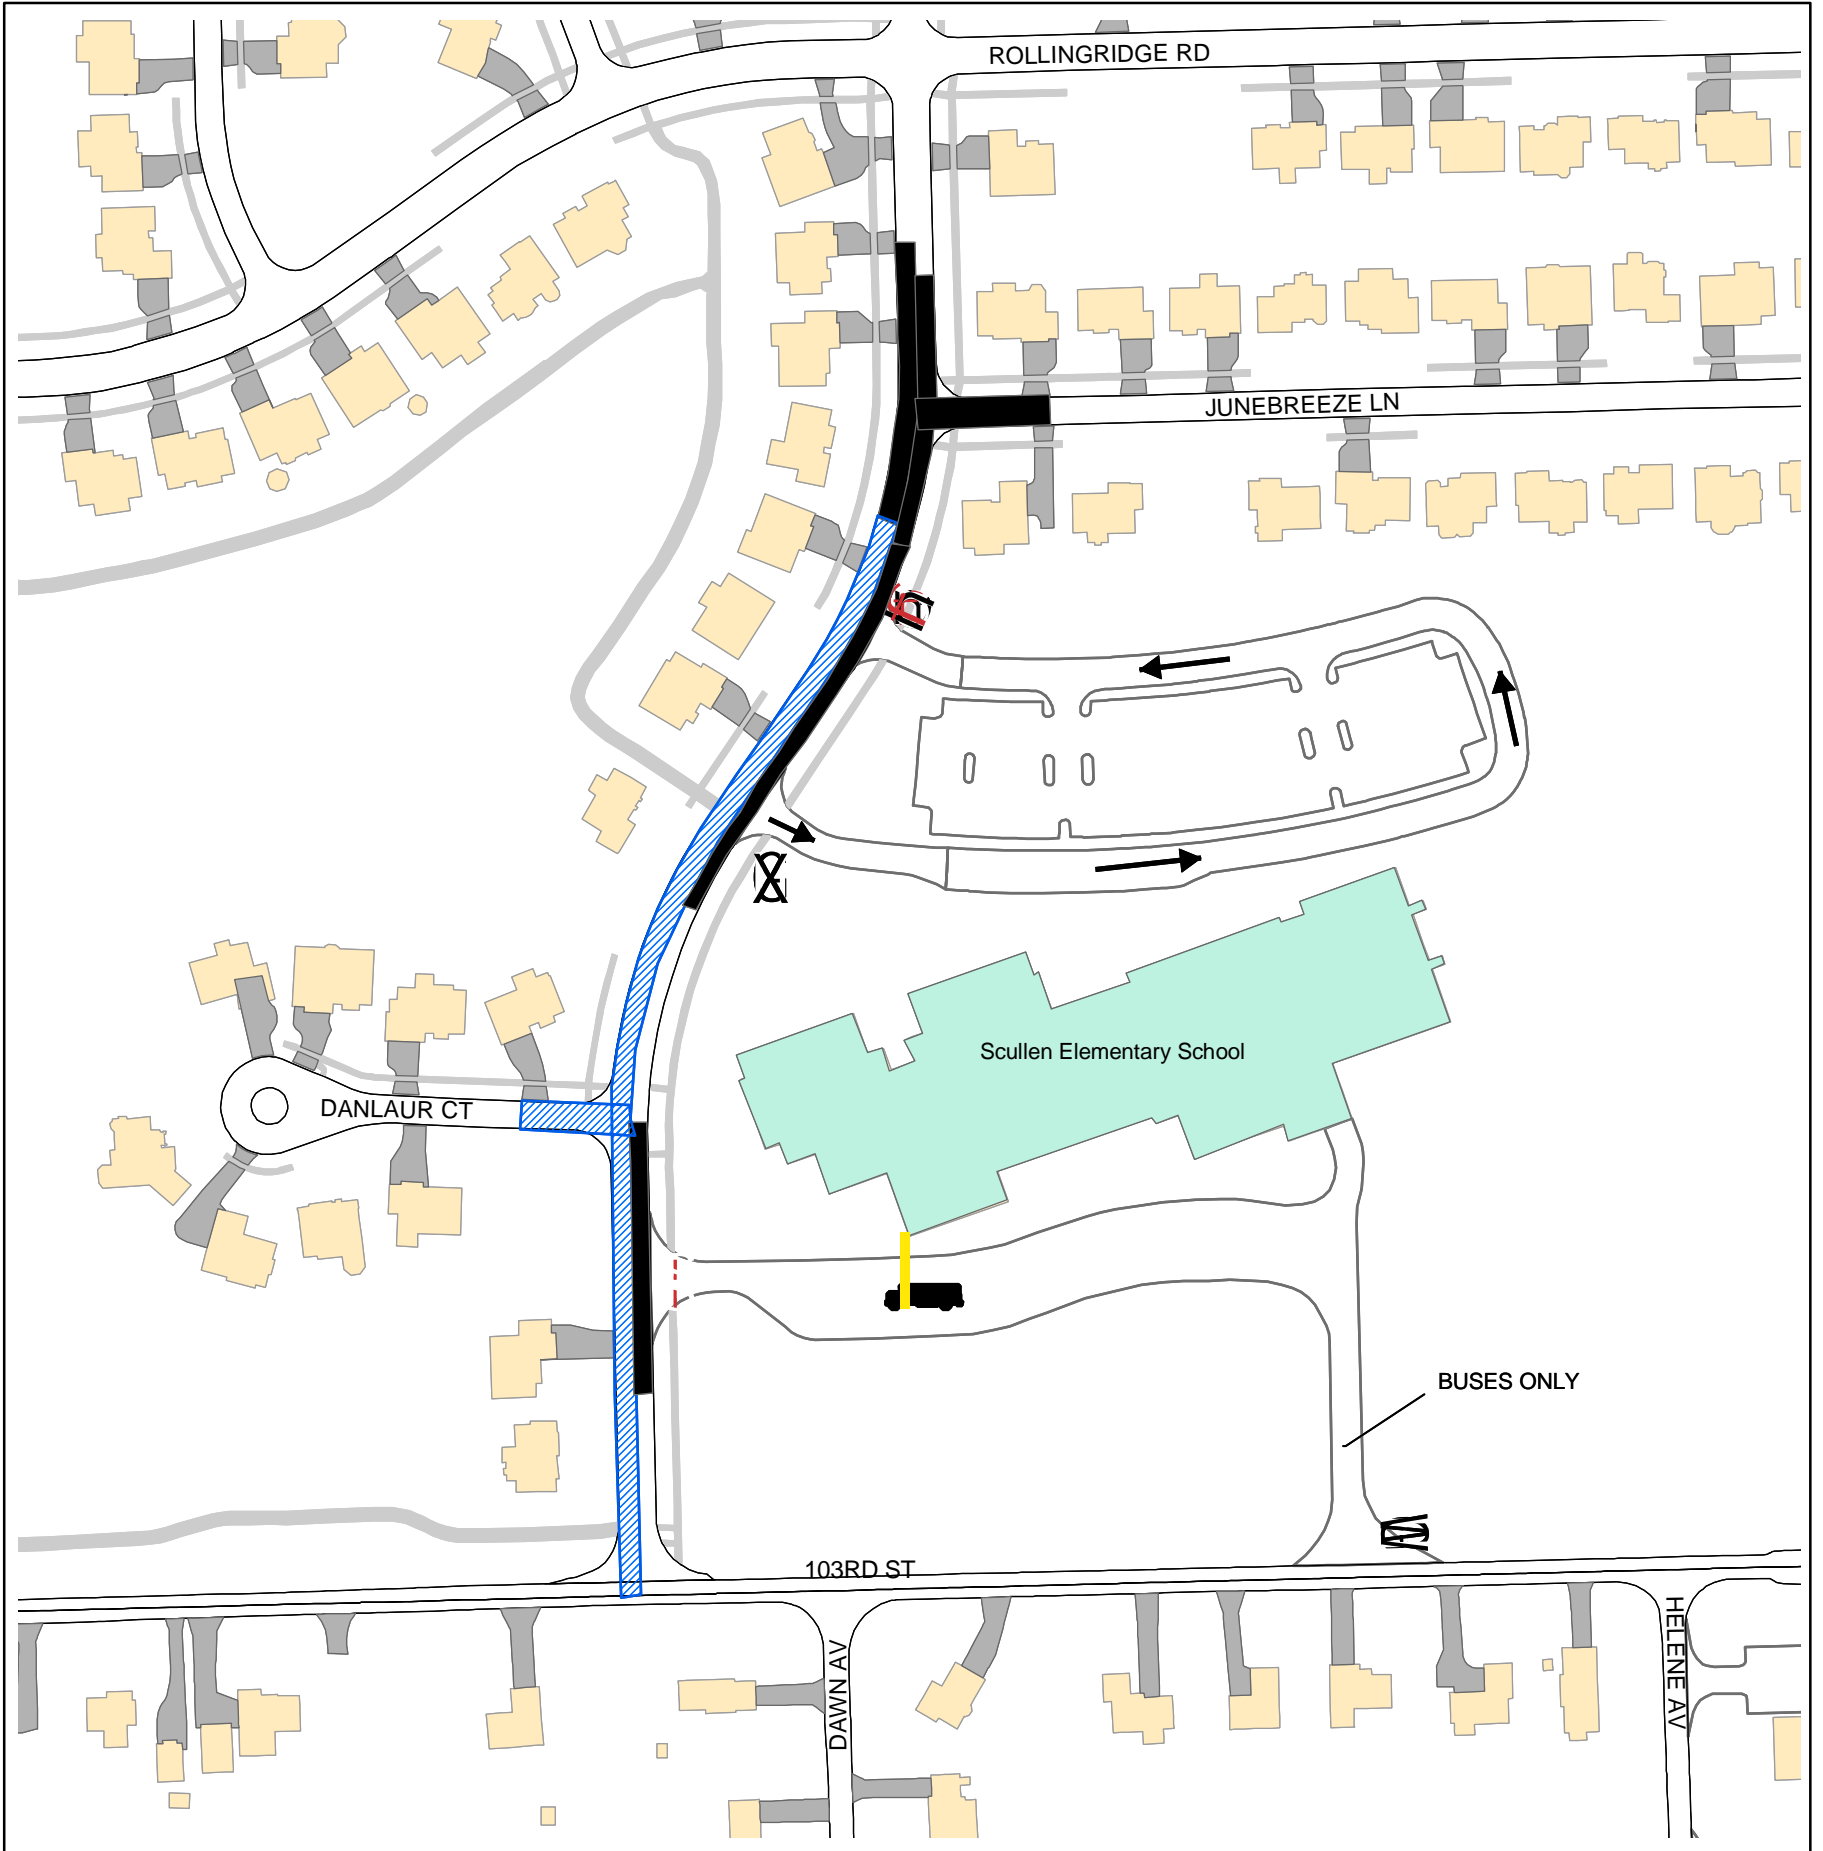 ROLLINGRIDGE RD
JUNEBREEZE LN
Scullen Elementary School
DANLAUR CT
BUSES ONLY
103RD ST
DAWN AV
HELENE AV